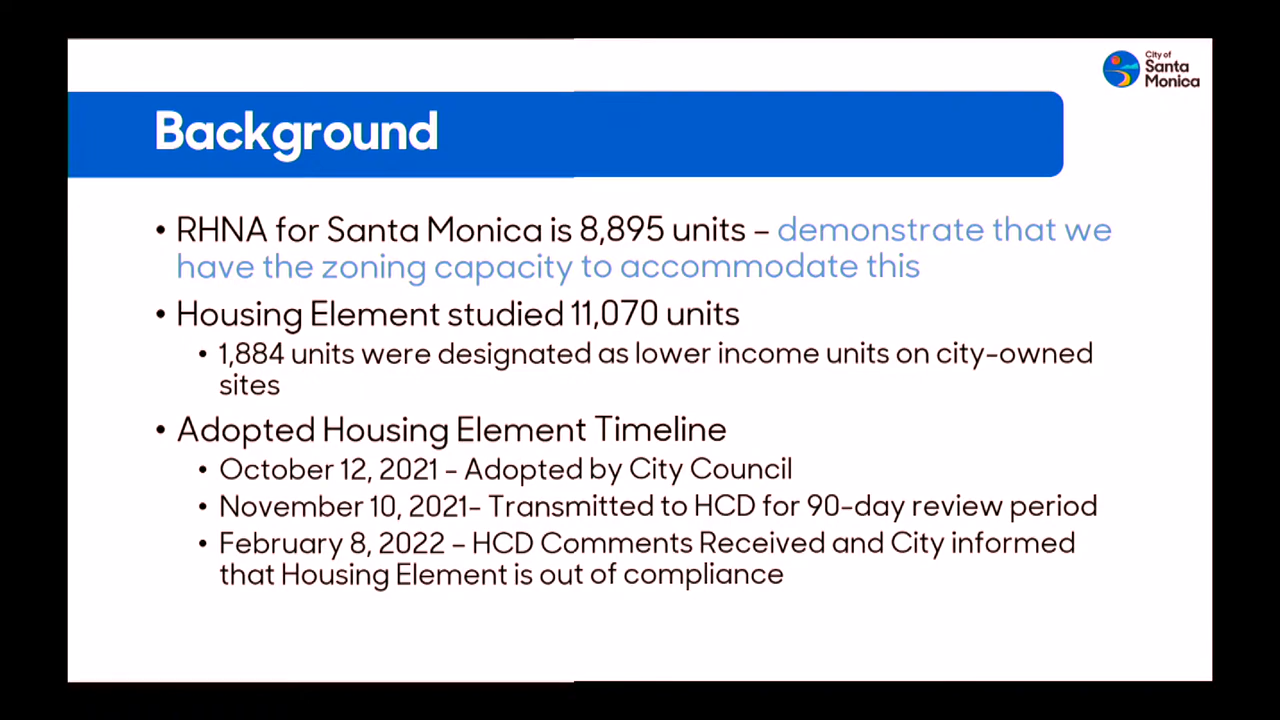 City of
Santa
Monica
Background
• RHNA for Santa Monica is 8,895 units – demonstrate that we
have the zoning capacity to accommodate this
• Housing Element studied 11,070 units
• 1,884 units were designated as lower income units on city-owned
sites
• Adopted Housing Element Timeline
• October 12, 2021 – Adopted by City Council
• November 10, 2021– Transmitted to HCD for 90-day review period
• February 8, 2022 – HCD Comments Received and City informed
that Housing Element is out of compliance